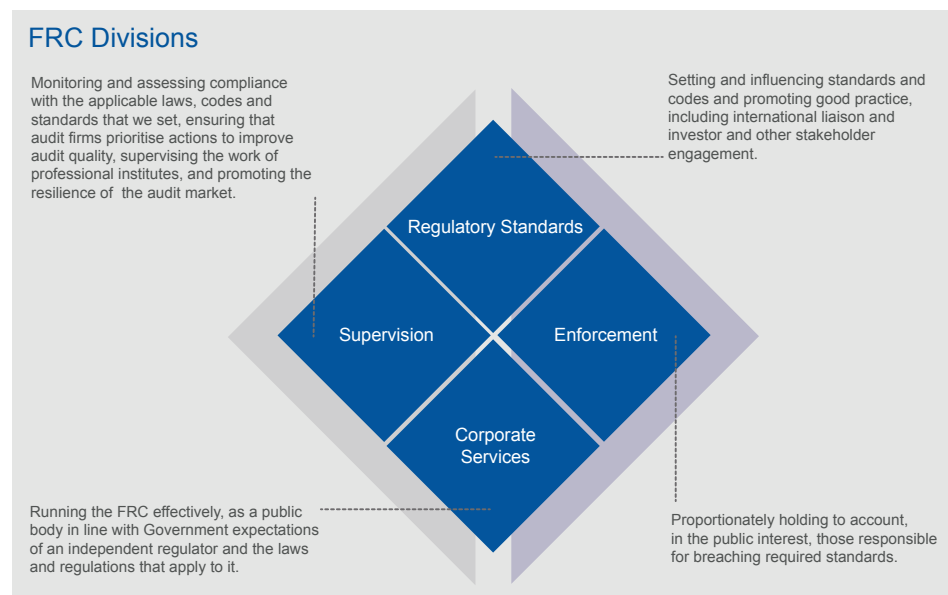 FRC Divisions
Monitoring and assessing compliance
with the applicable laws, codes and
standards that we set, ensuring that
audit firms prioritise actions to improve
audit quality, supervising the work of
professional institutes, and promoting the
resilience of the audit market.
Setting and influencing standards and
codes and promoting good practice,
including international liaison and
investor and other stakeholder
engagement.
Regulatory Standards
Supervision
Enforcement
Corporate
Services
Running the FRC effectively, as a public
body in line with Government expectations
of an independent regulator and the laws
and regulations that apply to it.
Proportionately holding to account,
in the public interest, those responsible
for breaching required standards.